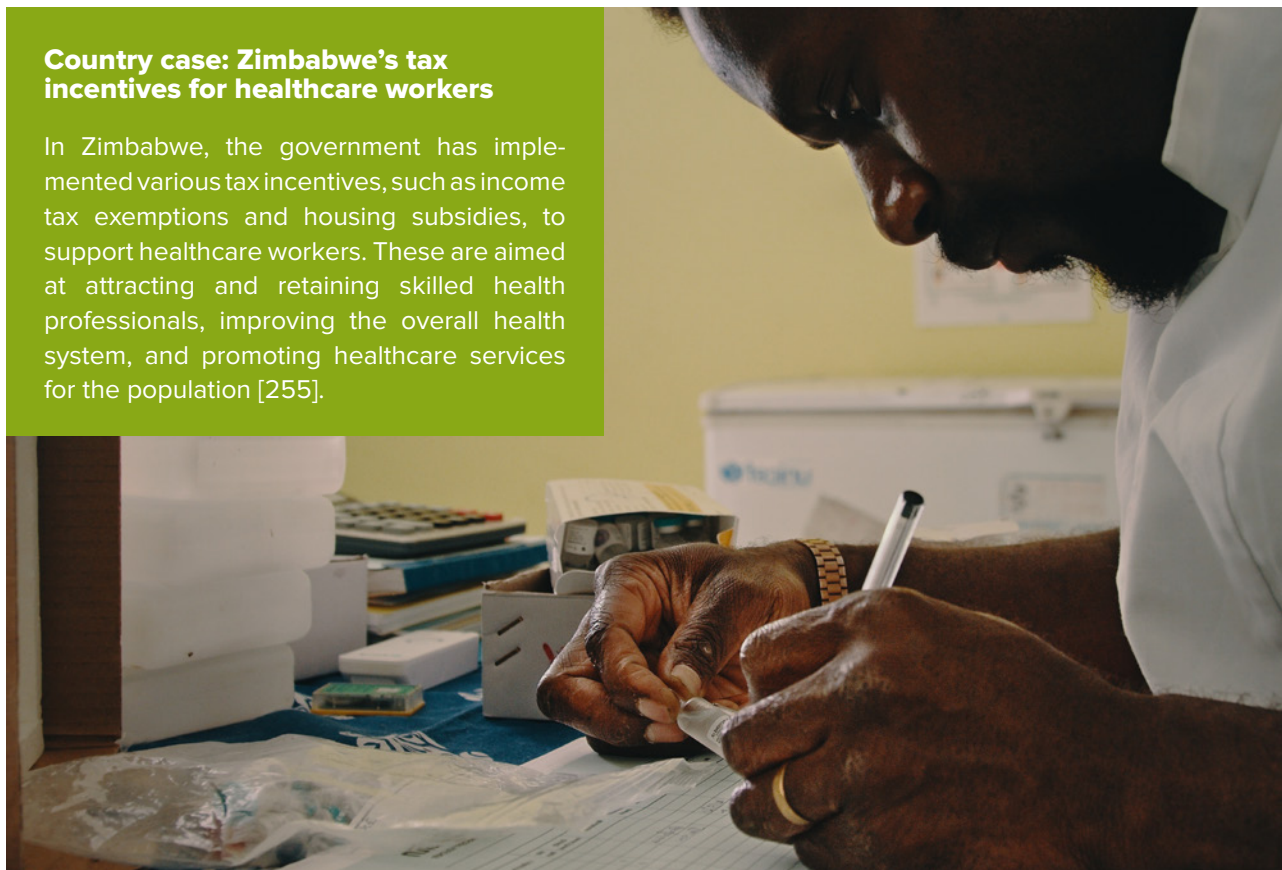 Country case: Zimbabwe’s tax
incentives for healthcare workers
In Zimbabwe, the government has imple-
mented various tax incentives, such as income
tax exemptions and housing subsidies, to
support healthcare workers. These are aimed
at attracting and retaining skilled health
professionals, improving the overall health
system, and promoting healthcare services
for the population [255].